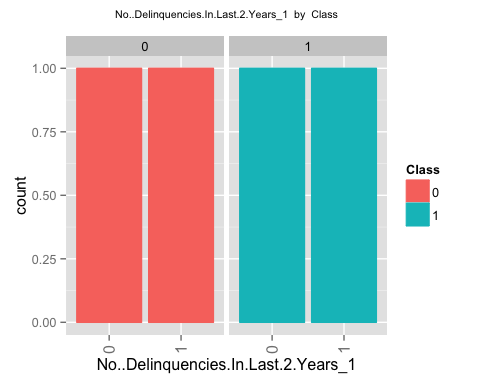 No..Delinquencies.In.Last.2.Years_1 by Class
0 1
1.00
0.75
0.50
0.25
0.00
count
0 1 0 1
No..Delinquencies.In.Last.2.Years_1
Class
0
1